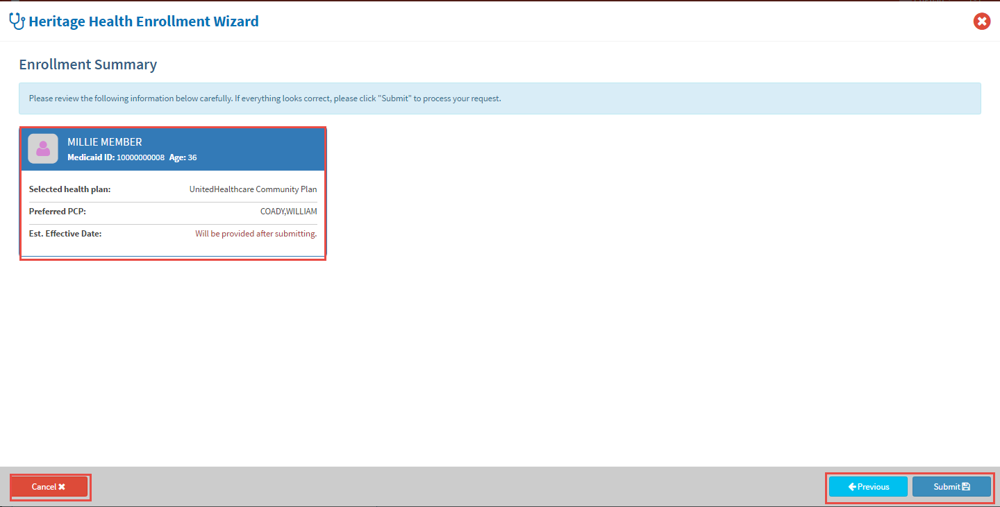 Heritage Health Enrollment Wizard
Enrollment Summary
Please review the following information below carefully. If everything looks correct, please click "Submit" to process your request.
MILLIE MEMBER
Medicaid ID: 10000000008 Age: 36
Selected health plan: UnitedHealthcare Community Plan
Preferred PCP: COADY,WILLIAM
Est. Effective Date: Will be provided after submitting.
Cancel Previous Submit